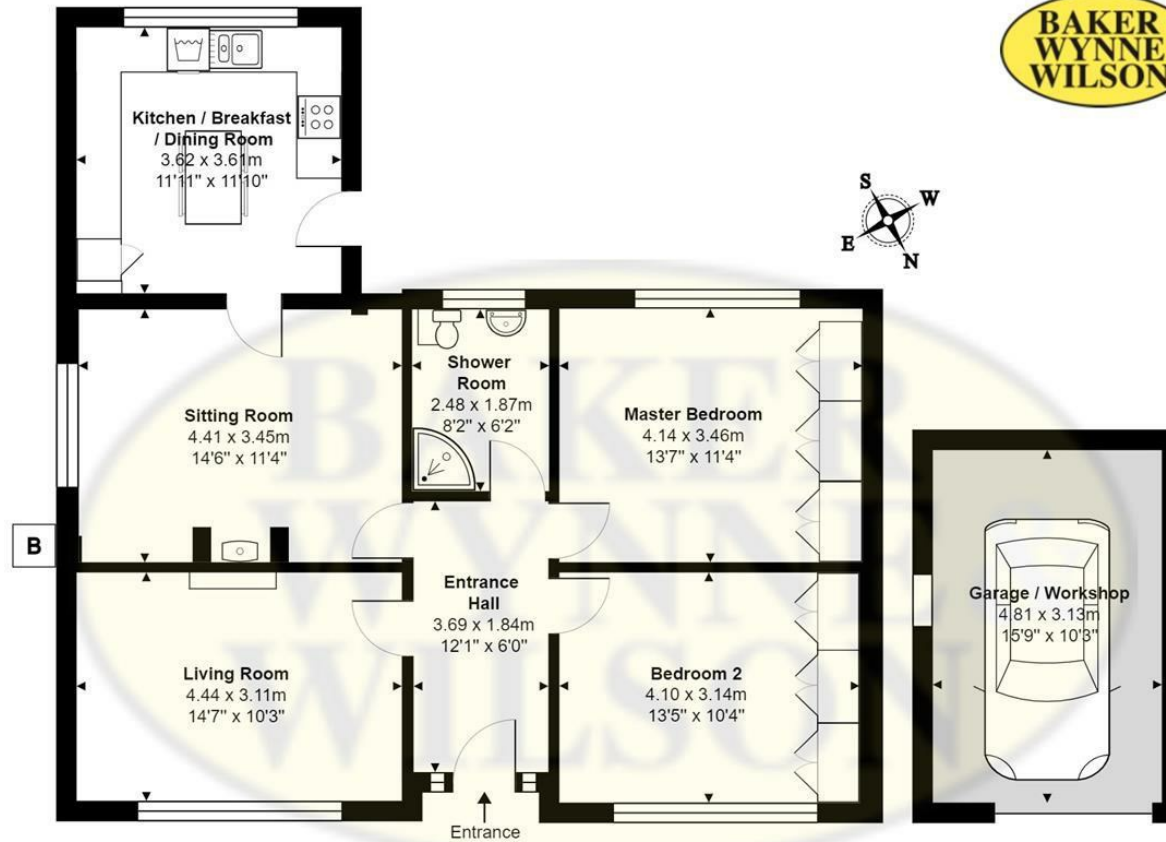 BAKER
WYNNE
WILSON
Kitchen / Breakfast
/ Dining Room
3.62 x 3.61m
11'11" x 11'10"
S
W
E
N
Sitting Room
4.41 x 3.45m
14'6" x 11'4"
Shower
Room
2.48 x 1.87m
8'2" x 6'2"
Master Bedroom
4.14 x 3.46m
13'7" x 11'4"
B
Entrance
Hall
3.69 x 1.84m
12'1" x 6'0"
Living Room
4.44 x 3.11m
14'7" x 10'3"
Bedroom 2
4.10 x 3.14m
13'5" x 10'4"
Garage / Workshop
4.81 x 3.13m
15'9" x 10'3"
Entrance
BAKER
WYNNE &
WILSON